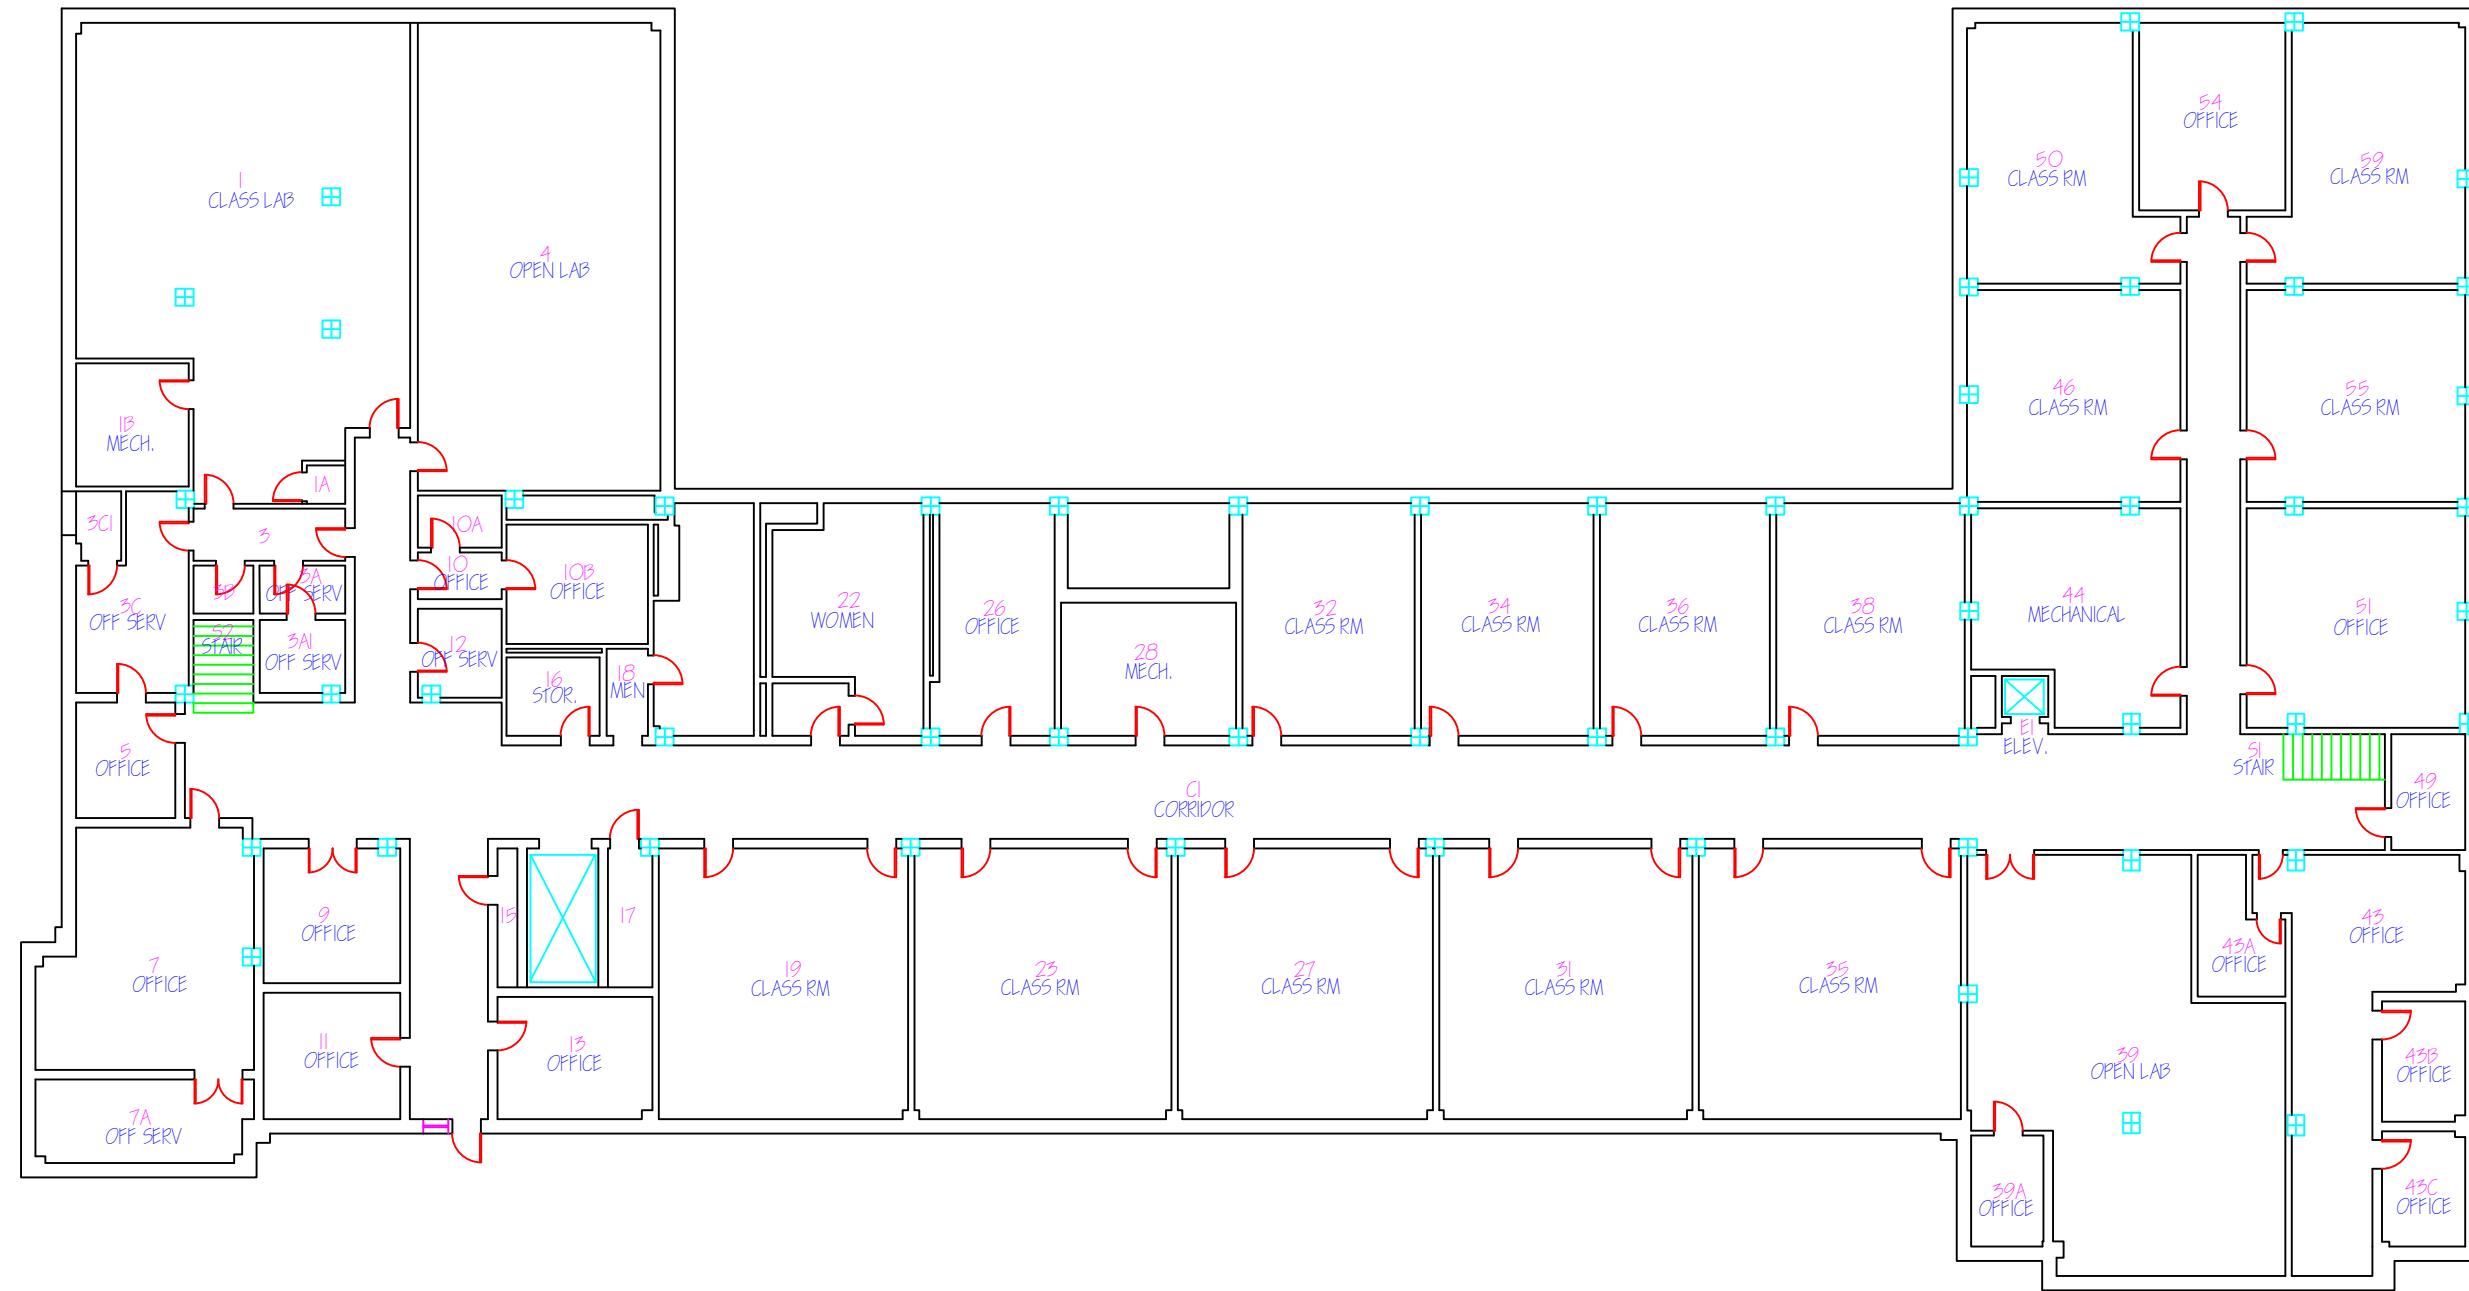 1
CLASS LAB
4
OPEN LAB
54
OFFICE
50
CLASS RM
59
CLASS RM
46
CLASS RM
55
CLASS RM
1B
MECH.
1A
3C1
3
10A
10
OFFICE
10B
OFFICE
3A
OFF SERV
3B
3C
OFF SERV
S2
STAIR
3A1
OFF SERV
12
OFF SERV
16
STOR.
18
MEN
22
WOMEN
26
OFFICE
28
MECH.
32
CLASS RM
34
CLASS RM
36
CLASS RM
38
CLASS RM
44
MECHANICAL
51
OFFICE
E1
ELEV.
S1
STAIR
49
OFFICE
5
OFFICE
C1
CORRIDOR
7
OFFICE
9
OFFICE
15
17
19
CLASS RM
23
CLASS RM
27
CLASS RM
31
CLASS RM
35
CLASS RM
43A
OFFICE
43
OFFICE
11
OFFICE
13
OFFICE
39
OPEN LAB
43B
OFFICE
7A
OFF SERV
39A
OFFICE
43C
OFFICE